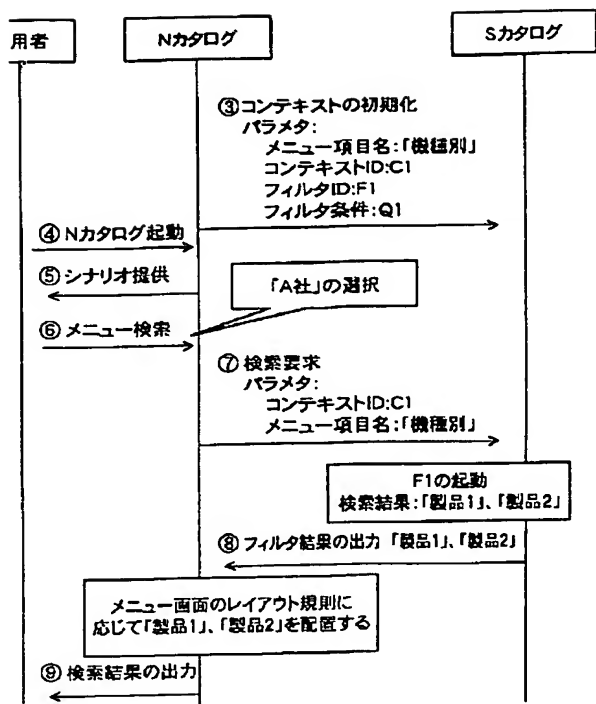 用者
Nカタログ
Sカタログ
③コンテキストの初期化
パラメタ:
メニュー項目名:「機種別」
コンテキストID:C1
フィルタID:F1
フィルタ条件:Q1
④ Nカタログ起動
⑤ シナリオ提供
「A社」の選択
⑥ メニュー検索
⑦ 検索要求
パラメタ:
コンテキストID:C1
メニュー項目名:「機種別」
F1の起動
検索結果:「製品1」、「製品2」
⑧ フィルタ結果の出力 「製品1」、「製品2」
メニュー画面のレイアウト規則に
応じて「製品1」、「製品2」を配置する
⑨ 検索結果の出力